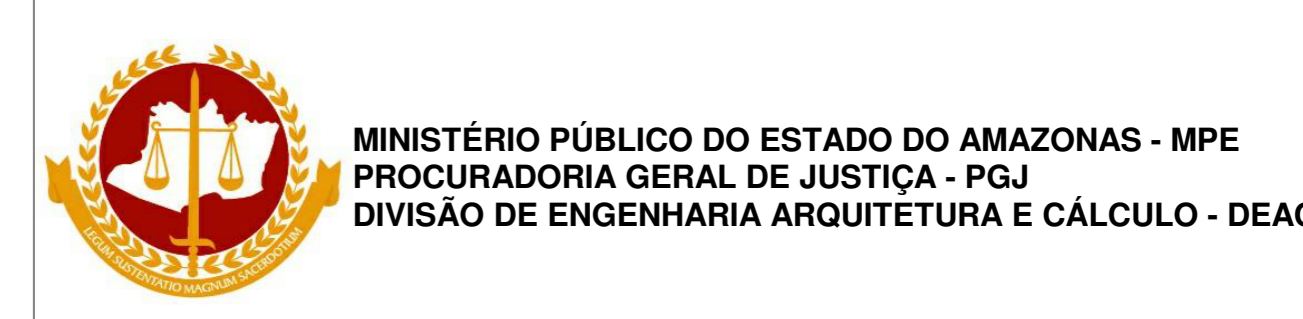 MINISTÉRIO PÚBLICO DO ESTADO DO AMAZONAS - MPE
PROCURADORIA GERAL DE JUSTIÇA - PGJ
DIVISÃO DE ENGENHARIA ARQUITETURA E CÁLCULO - DEAC
LEGUM SUSTENTATIO MAGNUM SACERDOTIUM